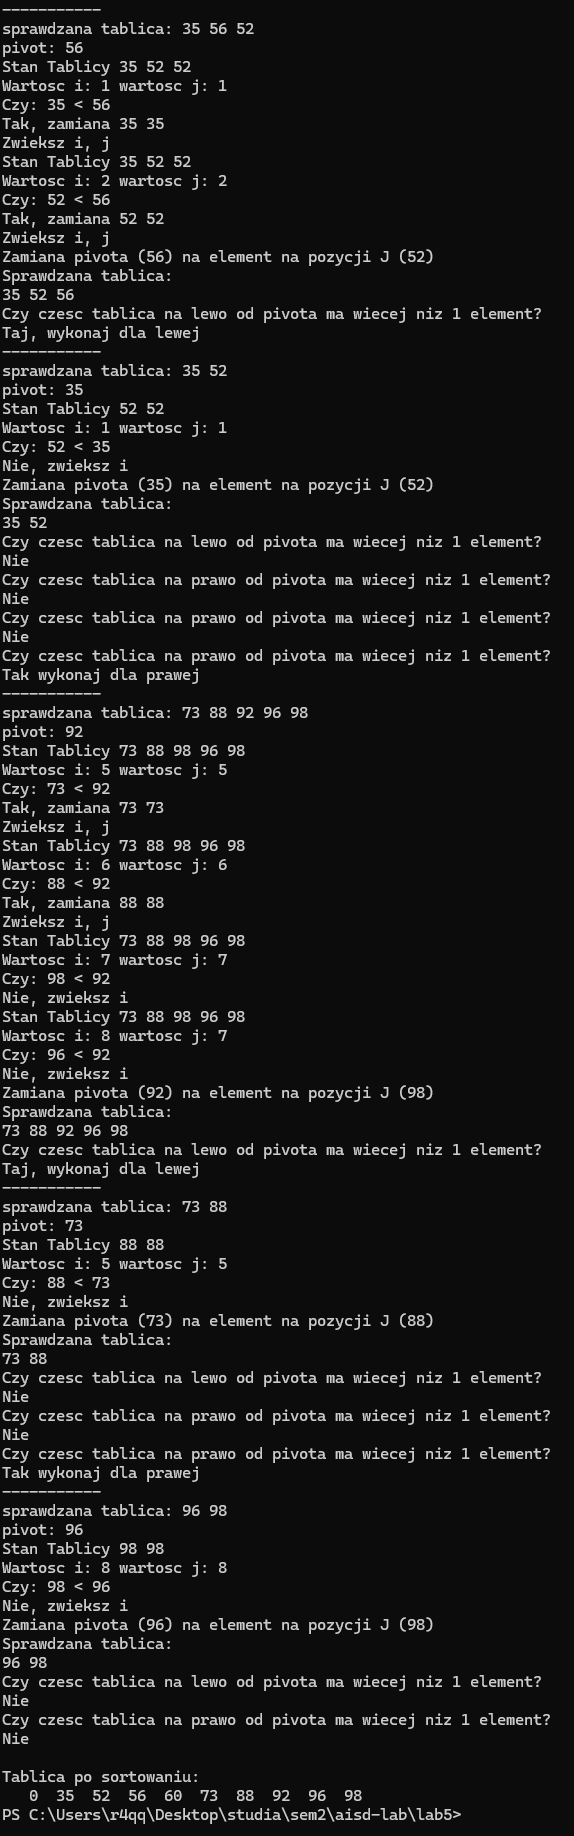 -----------
sprawdzana tablica: 35 56 52
pivot: 56
Stan Tablicy 35 52 52
Wartosc i: 1 wartosc j: 1
Czy: 35 < 56
Tak, zamiana 35 35
Zwieksz i, j
Stan Tablicy 35 52 52
Wartosc i: 2 wartosc j: 2
Czy: 52 < 56
Tak, zamiana 52 52
Zwieksz i, j
Zamiana pivota (56) na element na pozycji J (52)
Sprawdzana tablica:
35 52 56
Czy czesc tablica na lewo od pivota ma wiecej niz 1 element?
Taj, wykonaj dla lewej
-----------
sprawdzana tablica: 35 52
pivot: 35
Stan Tablicy 52 52
Wartosc i: 1 wartosc j: 1
Czy: 52 < 35
Nie, zwieksz i
Zamiana pivota (35) na element na pozycji J (52)
Sprawdzana tablica:
35 52
Czy czesc tablica na lewo od pivota ma wiecej niz 1 element?
Nie
Czy czesc tablica na prawo od pivota ma wiecej niz 1 element?
Nie
Czy czesc tablica na prawo od pivota ma wiecej niz 1 element?
Nie
Czy czesc tablica na prawo od pivota ma wiecej niz 1 element?
Tak wykonaj dla prawej
-----------
sprawdzana tablica: 73 88 92 96 98
pivot: 92
Stan Tablicy 73 88 98 96 98
Wartosc i: 5 wartosc j: 5
Czy: 73 < 92
Tak, zamiana 73 73
Zwieksz i, j
Stan Tablicy 73 88 98 96 98
Wartosc i: 6 wartosc j: 6
Czy: 88 < 92
Tak, zamiana 88 88
Zwieksz i, j
Stan Tablicy 73 88 98 96 98
Wartosc i: 7 wartosc j: 7
Czy: 98 < 92
Nie, zwieksz i
Stan Tablicy 73 88 98 96 98
Wartosc i: 8 wartosc j: 7
Czy: 96 < 92
Nie, zwieksz i
Zamiana pivota (92) na element na pozycji J (98)
Sprawdzana tablica:
73 88 92 96 98
Czy czesc tablica na lewo od pivota ma wiecej niz 1 element?
Taj, wykonaj dla lewej
-----------
sprawdzana tablica: 73 88
pivot: 73
Stan Tablicy 88 88
Wartosc i: 5 wartosc j: 5
Czy: 88 < 73
Nie, zwieksz i
Zamiana pivota (73) na element na pozycji J (88)
Sprawdzana tablica:
73 88
Czy czesc tablica na lewo od pivota ma wiecej niz 1 element?
Nie
Czy czesc tablica na prawo od pivota ma wiecej niz 1 element?
Nie
Czy czesc tablica na prawo od pivota ma wiecej niz 1 element?
Tak wykonaj dla prawej
-----------
sprawdzana tablica: 96 98
pivot: 96
Stan Tablicy 98 98
Wartosc i: 8 wartosc j: 8
Czy: 98 < 96
Nie, zwieksz i
Zamiana pivota (96) na element na pozycji J (98)
Sprawdzana tablica:
96 98
Czy czesc tablica na lewo od pivota ma wiecej niz 1 element?
Nie
Czy czesc tablica na prawo od pivota ma wiecej niz 1 element?
Nie

Tablica po sortowaniu:
   0  35  52  56  60  73  88  92  96  98
PS C:\Users\r4qq\Desktop\studia\sem2\aisd-lab\lab5>